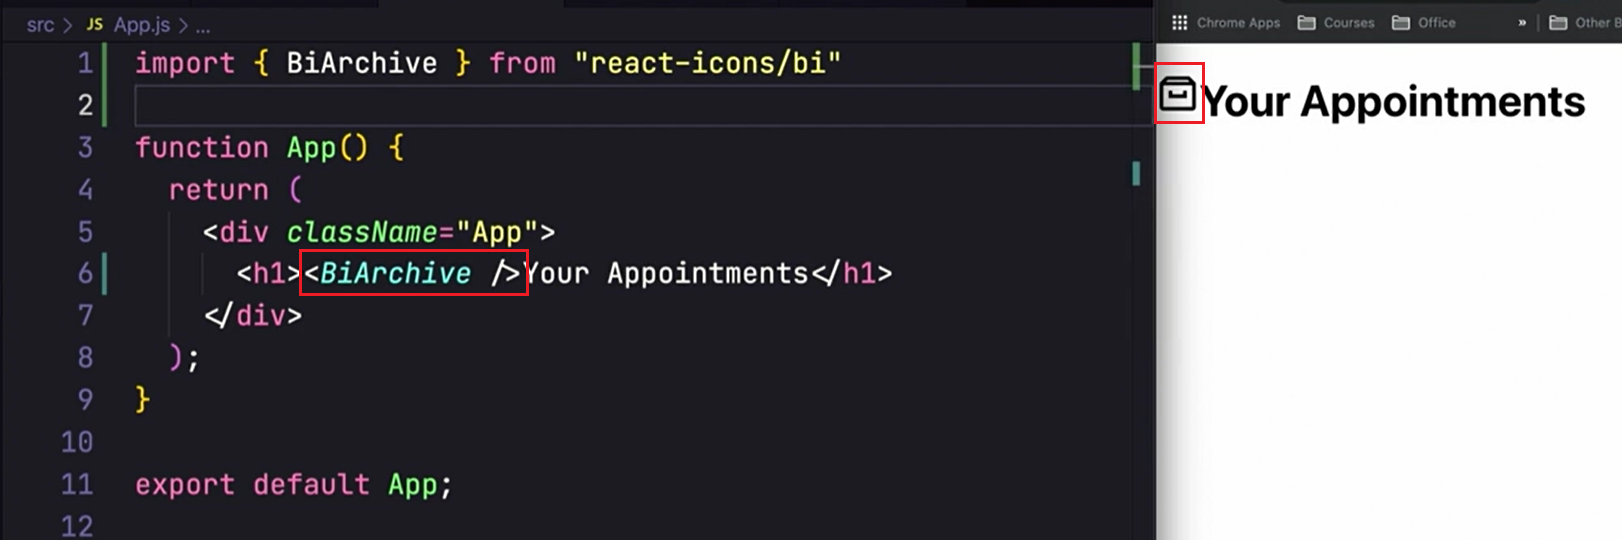 src > JS App.js > ...
1 import { BiArchive } from "react-icons/bi"
2
3 function App() {
4 return (
5 <div className="App">
6 <h1><BiArchive />Your Appointments</h1>
7 </div>
8 );
9 }
10
11 export default App;
12
Chrome Apps Courses Office » Other B
Your Appointments